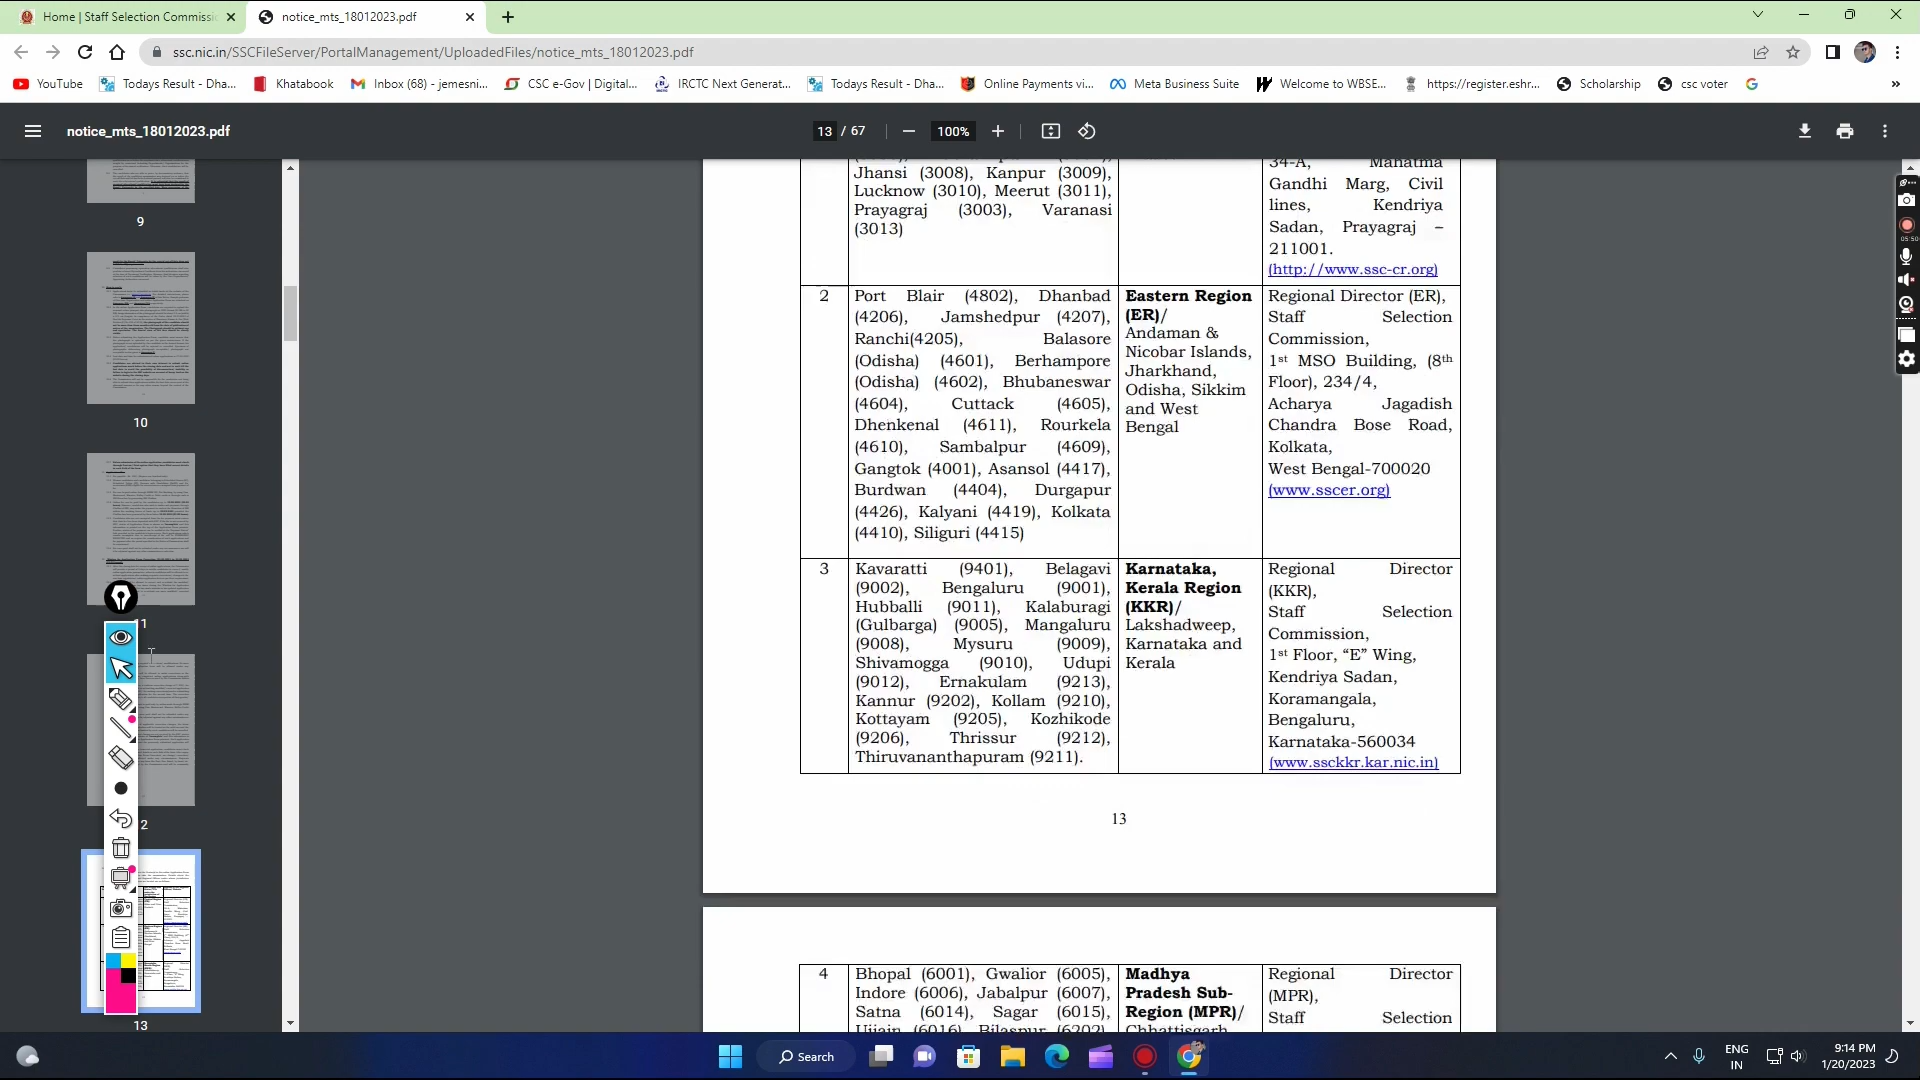 Home | Staff Selection Commissi
notice_mts_18012023.pdf
ssc.nic.in/SSCFileServer/PortalManagement/UploadedFiles/notice_mts_18012023.pdf
YouTube
Todays Result - Dha...
Khatabook
Inbox (68) - jemesni...
CSC e-Gov | Digital...
IRCTC Next Generat...
Todays Result - Dha...
Online Payments vi...
Meta Business Suite
Welcome to WBSE...
https://register.eshr...
Scholarship
csc voter
»
notice_mts_18012023.pdf
13 / 67
100%
9
10
11
2
13
Jhansi (3008), Kanpur (3009),
Lucknow (3010), Meerut (3011),
Prayagraj (3003), Varanasi
(3013)
34-A, Mahatma
Gandhi Marg, Civil
lines, Kendriya
Sadan, Prayagraj –
211001.
(http://www.ssc-cr.org)
2
Port Blair (4802), Dhanbad
(4206), Jamshedpur (4207),
Ranchi(4205), Balasore
(Odisha) (4601), Berhampore
(Odisha) (4602), Bhubaneswar
(4604), Cuttack (4605),
Dhenkenal (4611), Rourkela
(4610), Sambalpur (4609),
Gangtok (4001), Asansol (4417),
Burdwan (4404), Durgapur
(4426), Kalyani (4419), Kolkata
(4410), Siliguri (4415)
Eastern Region
(ER)/
Andaman &
Nicobar Islands,
Jharkhand,
Odisha, Sikkim
and West
Bengal
Regional Director (ER),
Staff Selection
Commission,
1st MSO Building, (8th
Floor), 234/4,
Acharya Jagadish
Chandra Bose Road,
Kolkata,
West Bengal-700020
(www.sscer.org)
3
Kavaratti (9401), Belagavi
(9002), Bengaluru (9001),
Hubballi (9011), Kalaburagi
(Gulbarga) (9005), Mangaluru
(9008), Mysuru (9009),
Shivamogga (9010), Udupi
(9012), Ernakulam (9213),
Kannur (9202), Kollam (9210),
Kottayam (9205), Kozhikode
(9206), Thrissur (9212),
Thiruvananthapuram (9211).
Karnataka,
Kerala Region
(KKR)/
Lakshadweep,
Karnataka and
Kerala
Regional Director
(KKR),
Staff Selection
Commission,
1st Floor, “E” Wing,
Kendriya Sadan,
Koramangala,
Bengaluru,
Karnataka-560034
(www.ssckkr.kar.nic.in)
13
4
Bhopal (6001), Gwalior (6005),
Indore (6006), Jabalpur (6007),
Satna (6014), Sagar (6015),
Ujjain (6016), Bilaspur (6202),
Madhya
Pradesh Sub-
Region (MPR)/
Chhattisgarh
Regional Director
(MPR),
Staff Selection
05:50
Search
ENG
IN
9:14 PM
1/20/2023